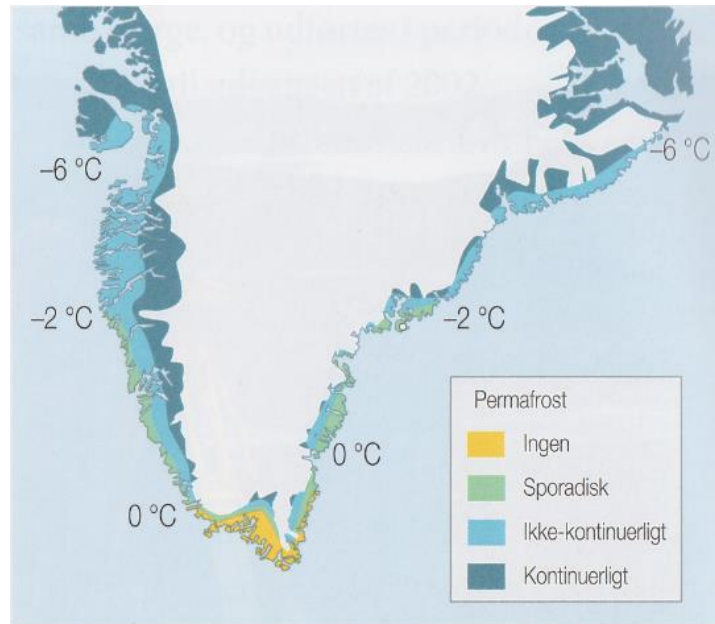 –6 °C
–6 °C
–2 °C
–2 °C
0 °C
0 °C
Permafrost
Ingen
Sporadisk
Ikke-kontinuerligt
Kontinuerligt